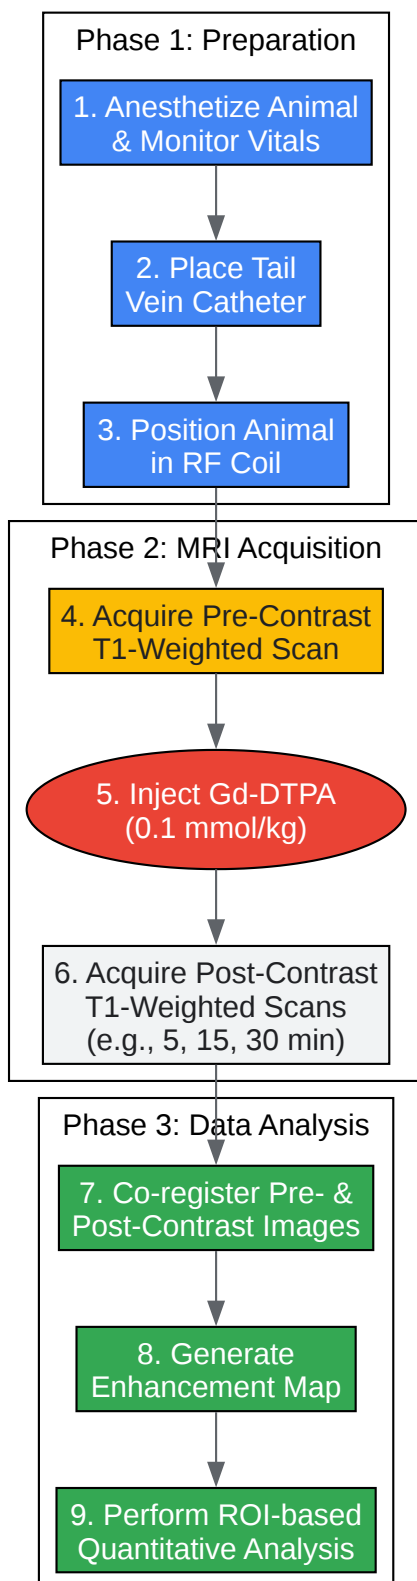 Phase 1: Preparation
1. Anesthetize Animal
& Monitor Vitals
2. Place Tail
Vein Catheter
3. Position Animal
in RF Coil
Phase 2: MRI Acquisition
4. Acquire Pre-Contrast
T1-Weighted Scan
5. Inject Gd-DTPA
(0.1 mmol/kg)
6. Acquire Post-Contrast
T1-Weighted Scans
(e.g., 5, 15, 30 min)
Phase 3: Data Analysis
7. Co-register Pre- &
Post-Contrast Images
8. Generate
Enhancement Map
9. Perform ROI-based
Quantitative Analysis